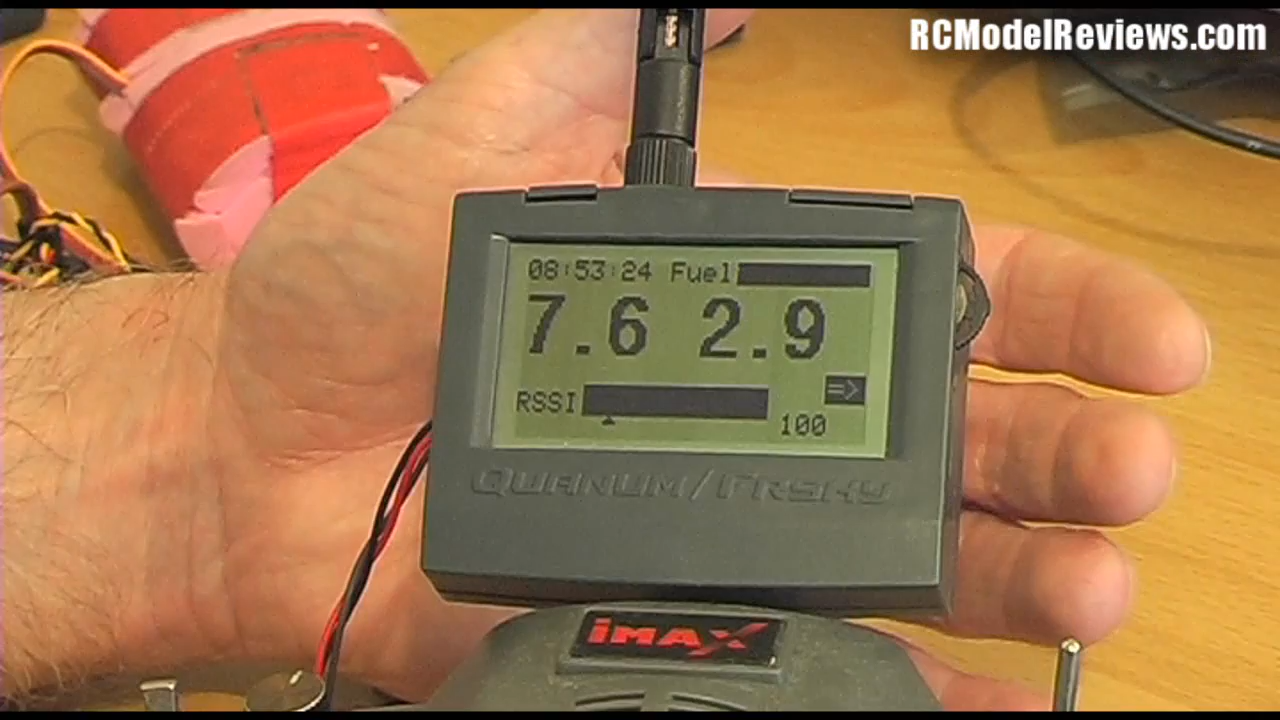 RCModelReviews.com
08:53:24 Fuel
7.6 2.9
=>
RSSI
100
QUANUM/FRSKY
iMAX